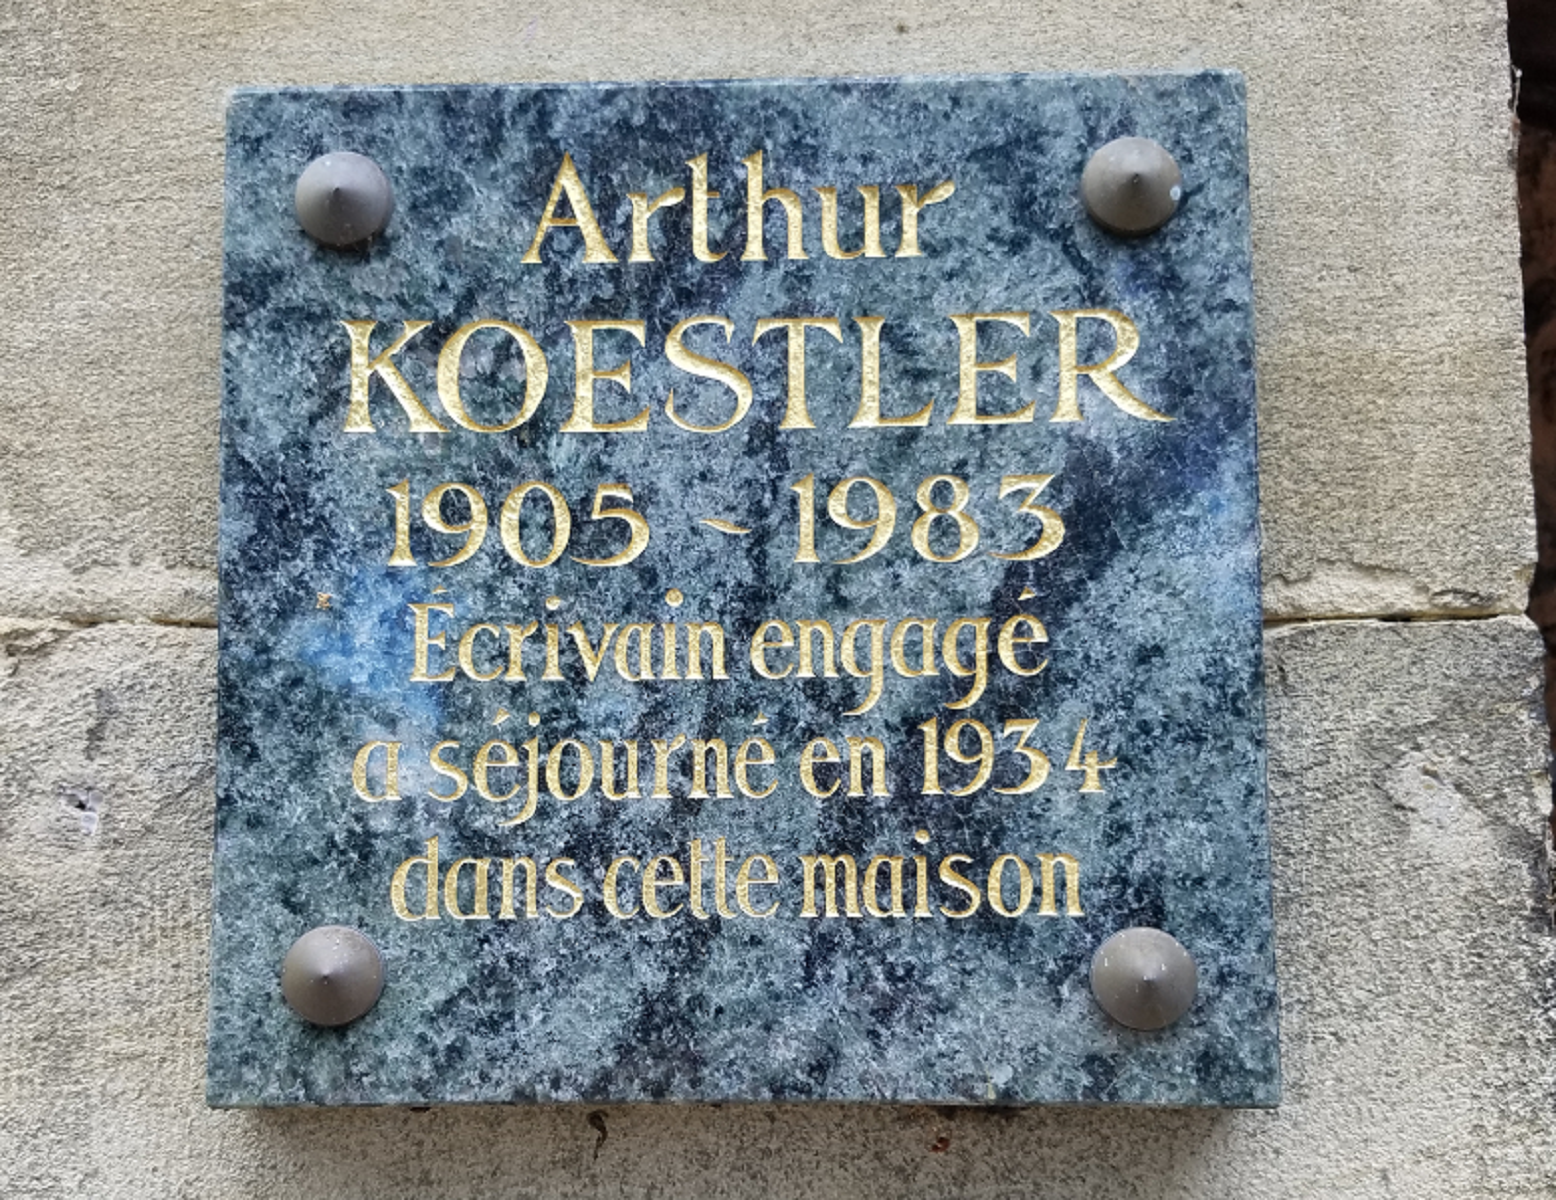 Arthur
KOESTLER
1905 ~ 1983
Écrivain engagé
a séjourné en 1934
dans cette maison